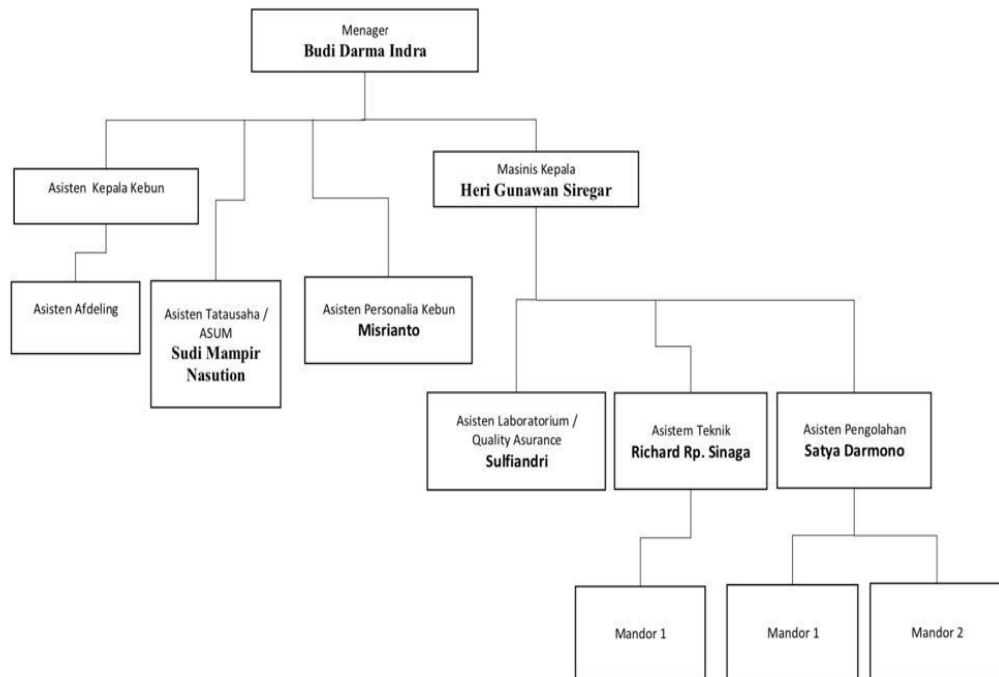 Menager
Budi Darma Indra
Asisten Kepala Kebun
Masinis Kepala
Heri Gunawan Siregar
Asisten Afdeling
Asisten Tatausaha /
ASUM
Sudi Mampir
Nasution
Asisten Personalia Kebun
Misrianto
Asisten Laboratorium /
Quality Asurance
Sulfiandri
Asistem Teknik
Richard Rp. Sinaga
Asisten Pengolahan
Satya Darmono
Mandor 1
Mandor 1
Mandor 2